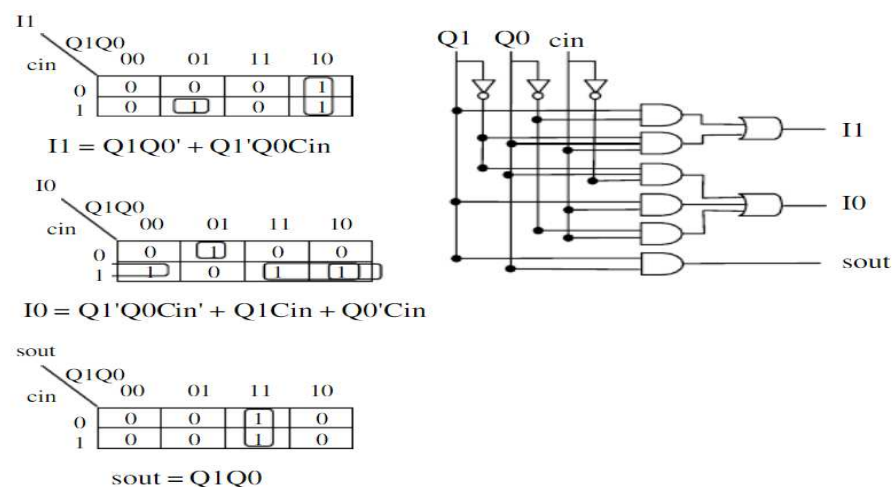 I1
Q1Q0
cin 00 01 11 10
0 0 0 0 1
1 0 1 0 1
I1 = Q1Q0' + Q1'Q0Cin
I0
Q1Q0
cin 00 01 11 10
0 0 1 0 0
1 1 0 1 1
I0 = Q1'Q0Cin' + Q1Cin + Q0'Cin
sout
Q1Q0
cin 00 01 11 10
0 0 0 1 0
1 0 0 1 0
sout = Q1Q0
Q1 Q0 cin
I1
I0
sout